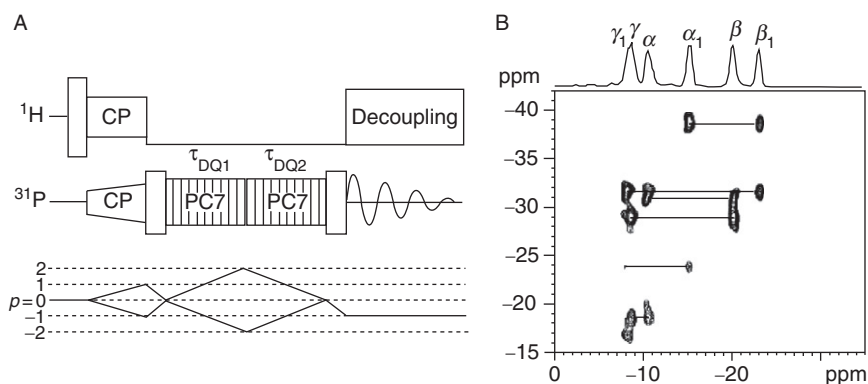 A
¹H
CP
Decoupling
τDQ1 τDQ2
³¹P
CP
PC7
PC7
2
1
p=0
−1
−2
B
γ₁ γ α α₁ β β₁
ppm
−40
−35
−30
−25
−20
−15
0 −10 −20 ppm